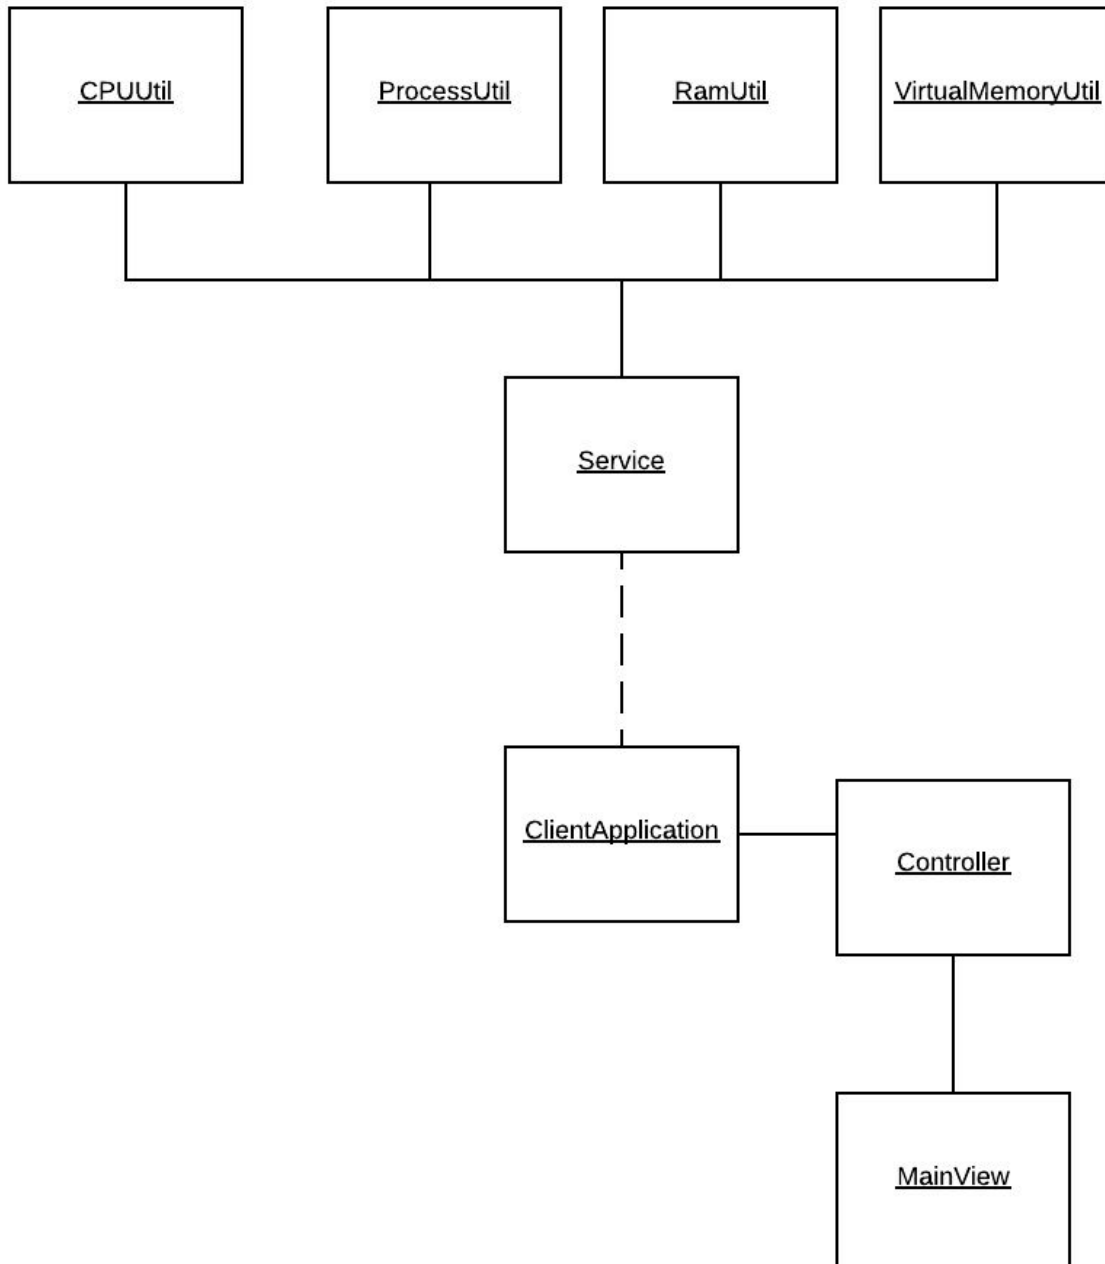 CPUUtil
ProcessUtil
RamUtil
VirtualMemoryUtil
Service
ClientApplication
Controller
MainView